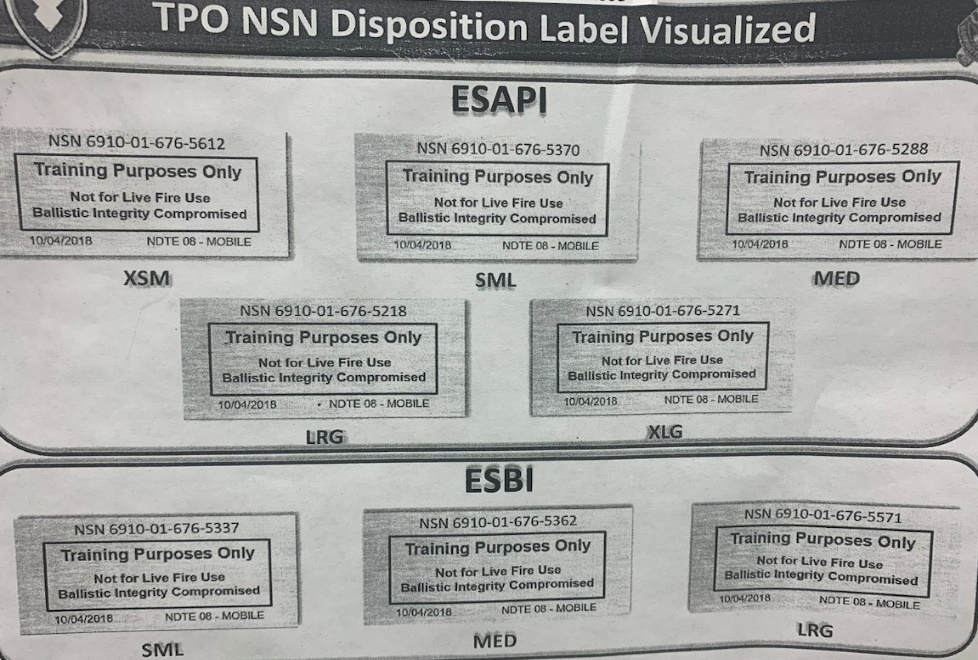 TPO NSN Disposition Label Visualized
ESAPI
NSN 6910-01-676-5612
Training Purposes Only
Not for Live Fire Use
Ballistic Integrity Compromised
10/04/2018 NDTE 08 - MOBILE
XSM
NSN 6910-01-676-5370
Training Purposes Only
Not for Live Fire Use
Ballistic Integrity Compromised
10/04/2018 NDTE 08 - MOBILE
SML
NSN 6910-01-676-5288
Training Purposes Only
Not for Live Fire Use
Ballistic Integrity Compromised
10/04/2018 NDTE 08 - MOBILE
MED
NSN 6910-01-676-5218
Training Purposes Only
Not for Live Fire Use
Ballistic Integrity Compromised
10/04/2018 NDTE 08 - MOBILE
LRG
NSN 6910-01-676-5271
Training Purposes Only
Not for Live Fire Use
Ballistic Integrity Compromised
10/04/2018 NDTE 08 - MOBILE
XLG
ESBI
NSN 6910-01-676-5337
Training Purposes Only
Not for Live Fire Use
Ballistic Integrity Compromised
10/04/2018 NDTE 08 - MOBILE
SML
NSN 6910-01-676-5362
Training Purposes Only
Not for Live Fire Use
Ballistic Integrity Compromised
10/04/2018 NDTE 08 - MOBILE
MED
NSN 6910-01-676-5571
Training Purposes Only
Not for Live Fire Use
Ballistic Integrity Compromised
10/04/2018 NDTE 08 - MOBILE
LRG